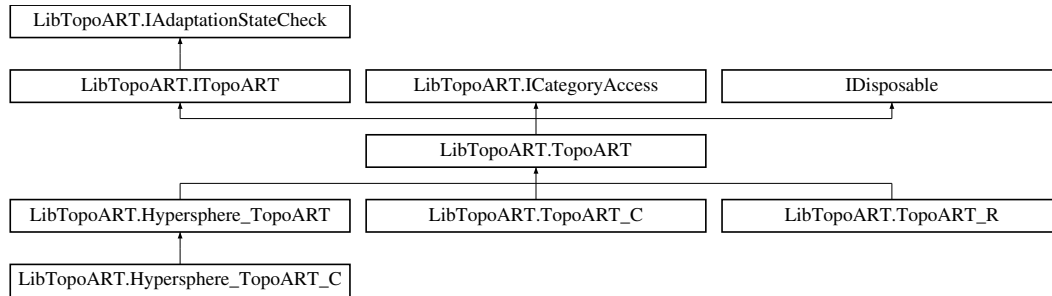 LibTopoART.IAdaptationStateCheck
LibTopoART.ITopoART
LibTopoART.ICategoryAccess
IDisposable
LibTopoART.TopoART
LibTopoART.Hypersphere_TopoART
LibTopoART.TopoART_C
LibTopoART.TopoART_R
LibTopoART.Hypersphere_TopoART_C